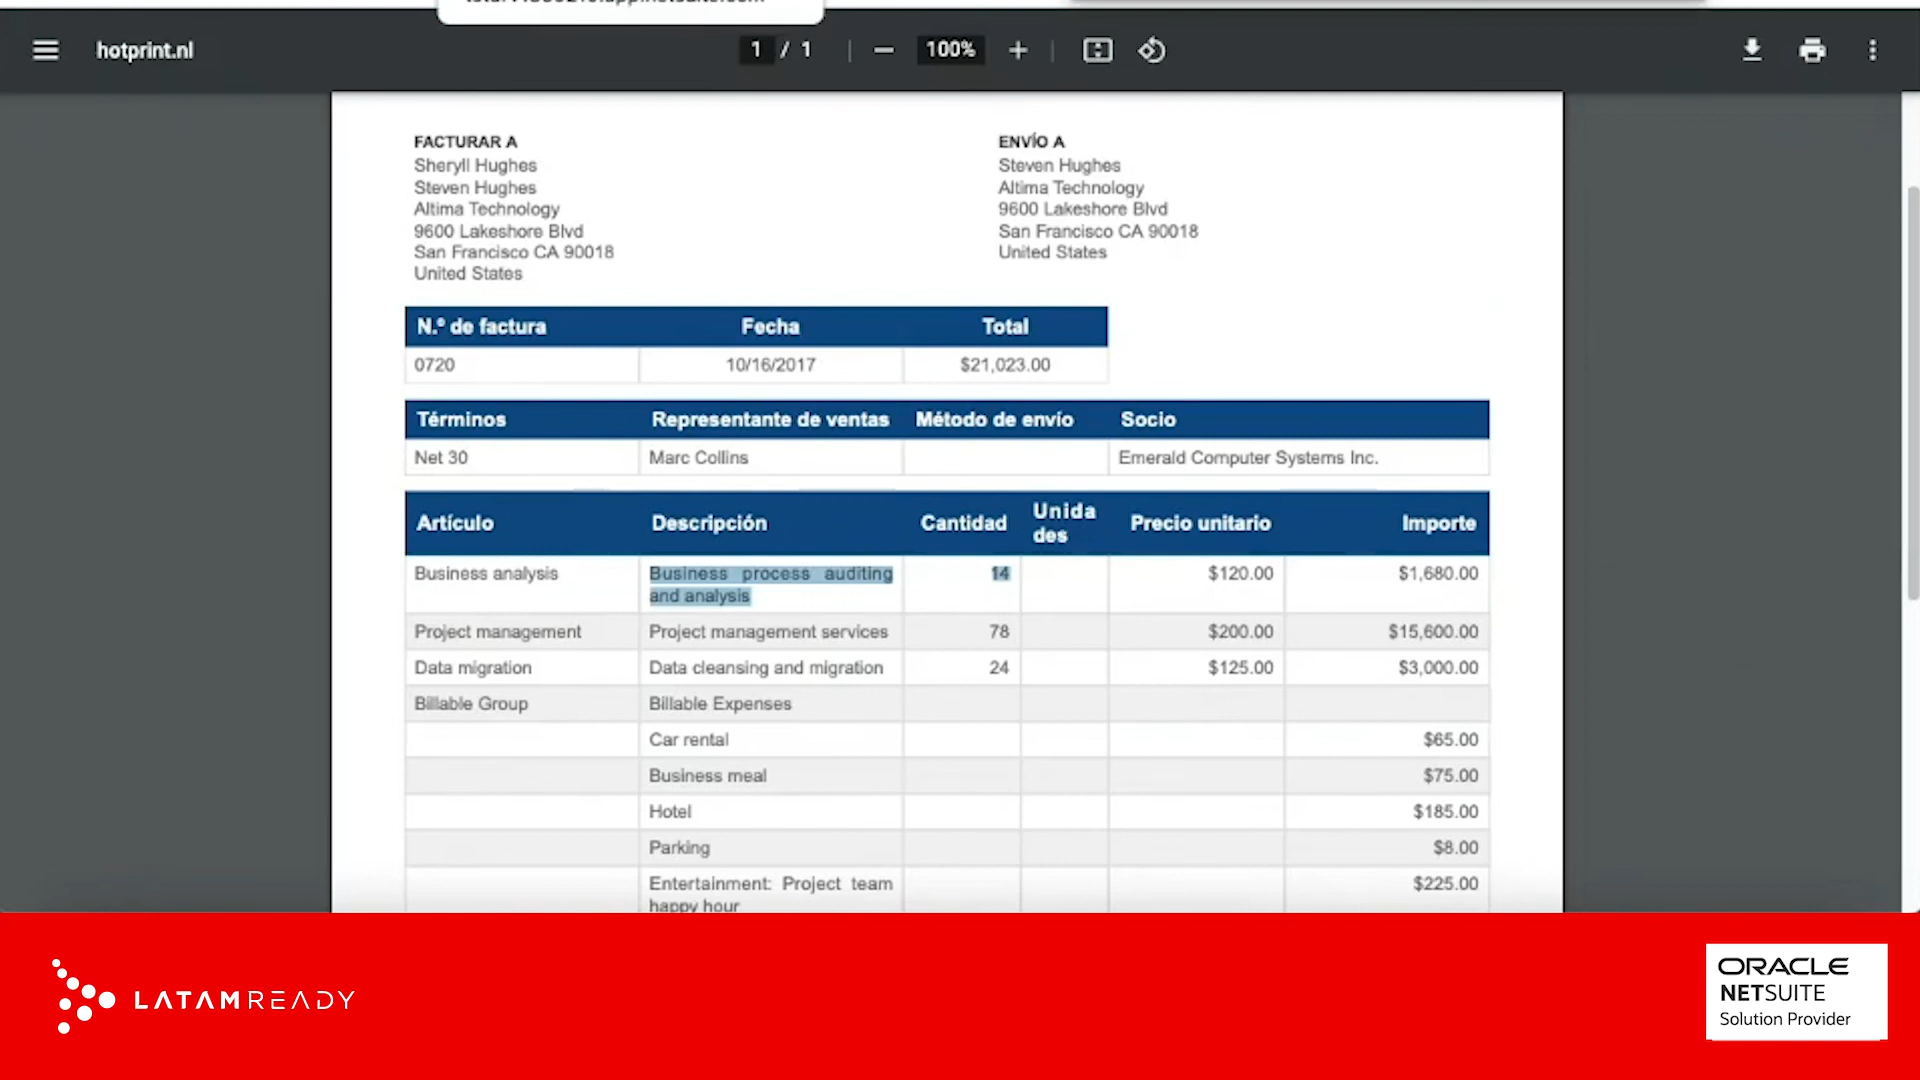 hotprint.nl
1 / 1
100%
FACTURAR A
Sheryll Hughes
Steven Hughes
Altima Technology
9600 Lakeshore Blvd
San Francisco CA 90018
United States
ENVÍO A
Steven Hughes
Altima Technology
9600 Lakeshore Blvd
San Francisco CA 90018
United States
N.º de factura Fecha Total
0720 10/16/2017 $21,023.00
Términos Representante de ventas Método de envío Socio
Net 30 Marc Collins Emerald Computer Systems Inc.
Artículo Descripción Cantidad Unida des Precio unitario Importe
Business analysis Business process auditing 14 $120.00 $1,680.00
and analysis
Project management Project management services 78 $200.00 $15,600.00
Data migration Data cleansing and migration 24 $125.00 $3,000.00
Billable Group Billable Expenses
Car rental $65.00
Business meal $75.00
Hotel $185.00
Parking $8.00
Entertainment: Project team $225.00
happy hour
LATAMREADY
ORACLE
NETSUITE
Solution Provider